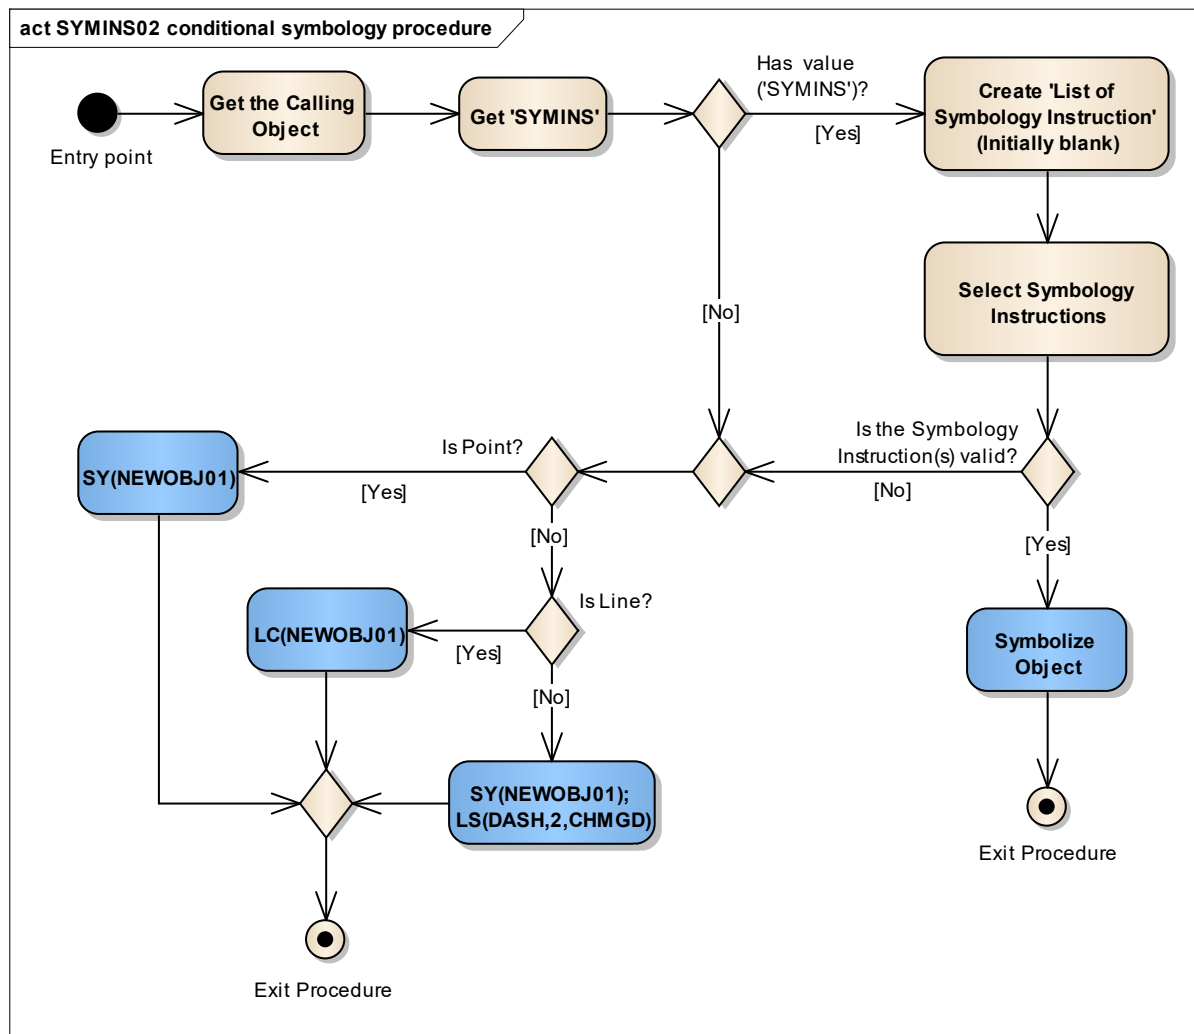 act SYMINS02 conditional symbology procedure
Entry point
Get the Calling
Object
Get 'SYMINS'
Has value
('SYMINS')?
[Yes]
Create 'List of
Symbology Instruction'
(Initially blank)
[No]
Select Symbology
Instructions
Is the Symbology
Instruction(s) valid?
[No]
[Yes]
Is Point?
[Yes]
SY(NEWOBJ01)
[No]
Is Line?
[Yes]
LC(NEWOBJ01)
[No]
SY(NEWOBJ01);
LS(DASH,2,CHMGD)
Symbolize
Object
Exit Procedure
Exit Procedure